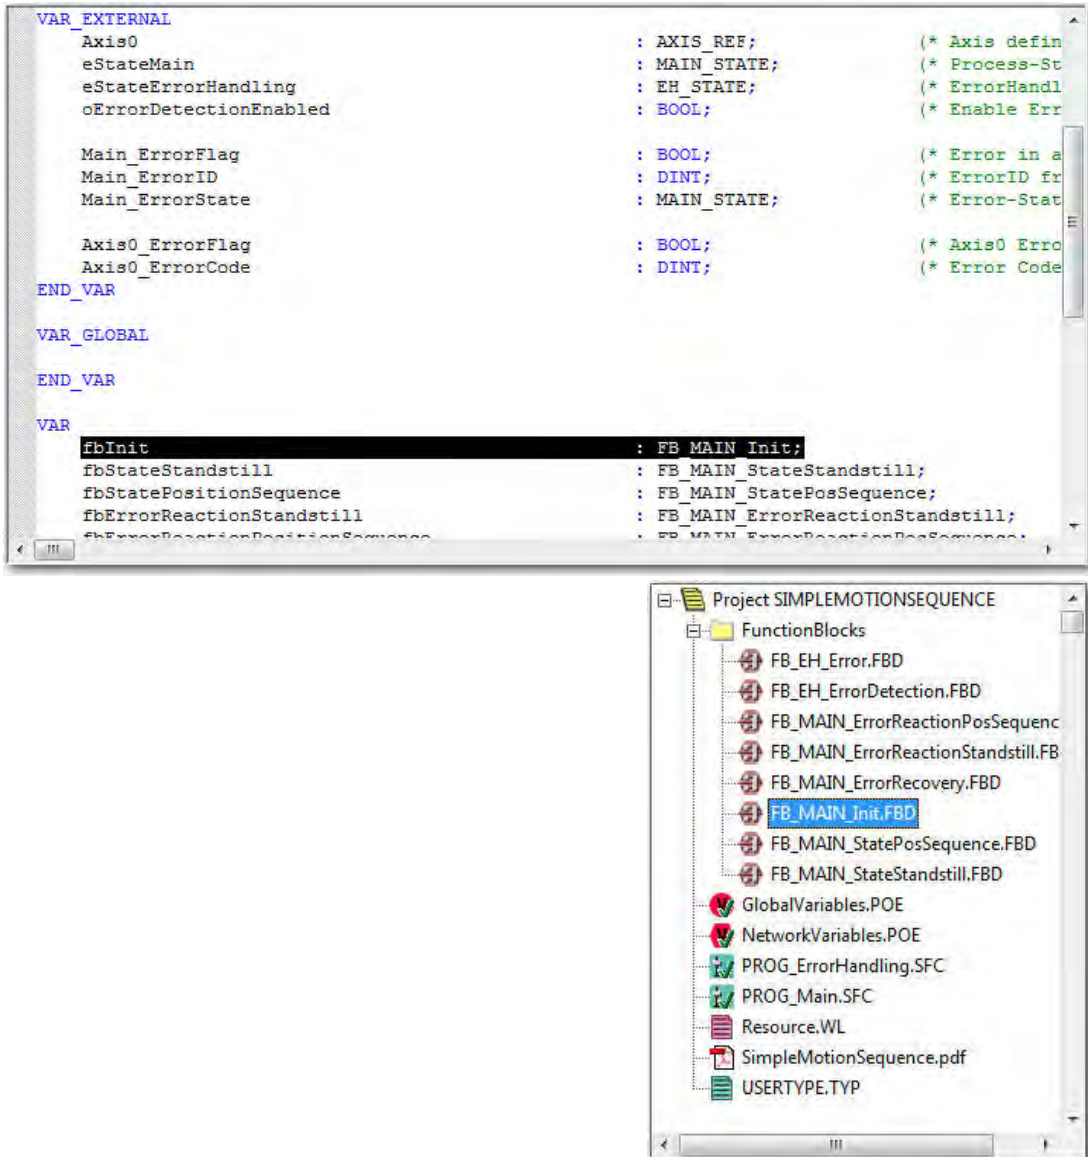 VAR_EXTERNAL
Axis0 : AXIS_REF; (* Axis defin
eStateMain : MAIN_STATE; (* Process-St
eStateErrorHandling : EH_STATE; (* ErrorHandl
oErrorDetectionEnabled : BOOL; (* Enable Err
Main_ErrorFlag : BOOL; (* Error in a
Main_ErrorID : DINT; (* ErrorID fr
Main_ErrorState : MAIN_STATE; (* Error-Stat
Axis0_ErrorFlag : BOOL; (* Axis0 Erro
Axis0_ErrorCode : DINT; (* Error Code
END_VAR
VAR_GLOBAL
END_VAR
VAR
fbInit : FB_MAIN_Init;
fbStateStandstill : FB_MAIN_StateStandstill;
fbStatePositionSequence : FB_MAIN_StatePosSequence;
fbErrorReactionStandstill : FB_MAIN_ErrorReactionStandstill;
fbErrorReactionPositionSequence : FB_MAIN_ErrorReactionPosSequence;
Project SIMPLEMOTIONSEQUENCE
FunctionBlocks
FB_EH_Error.FBD
FB_EH_ErrorDetection.FBD
FB_MAIN_ErrorReactionPosSequenc
FB_MAIN_ErrorReactionStandstill.FB
FB_MAIN_ErrorRecovery.FBD
FB_MAIN_Init.FBD
FB_MAIN_StatePosSequence.FBD
FB_MAIN_StateStandstill.FBD
GlobalVariables.POE
NetworkVariables.POE
PROG_ErrorHandling.SFC
PROG_Main.SFC
Resource.WL
SimpleMotionSequence.pdf
USERTYPE.TYP